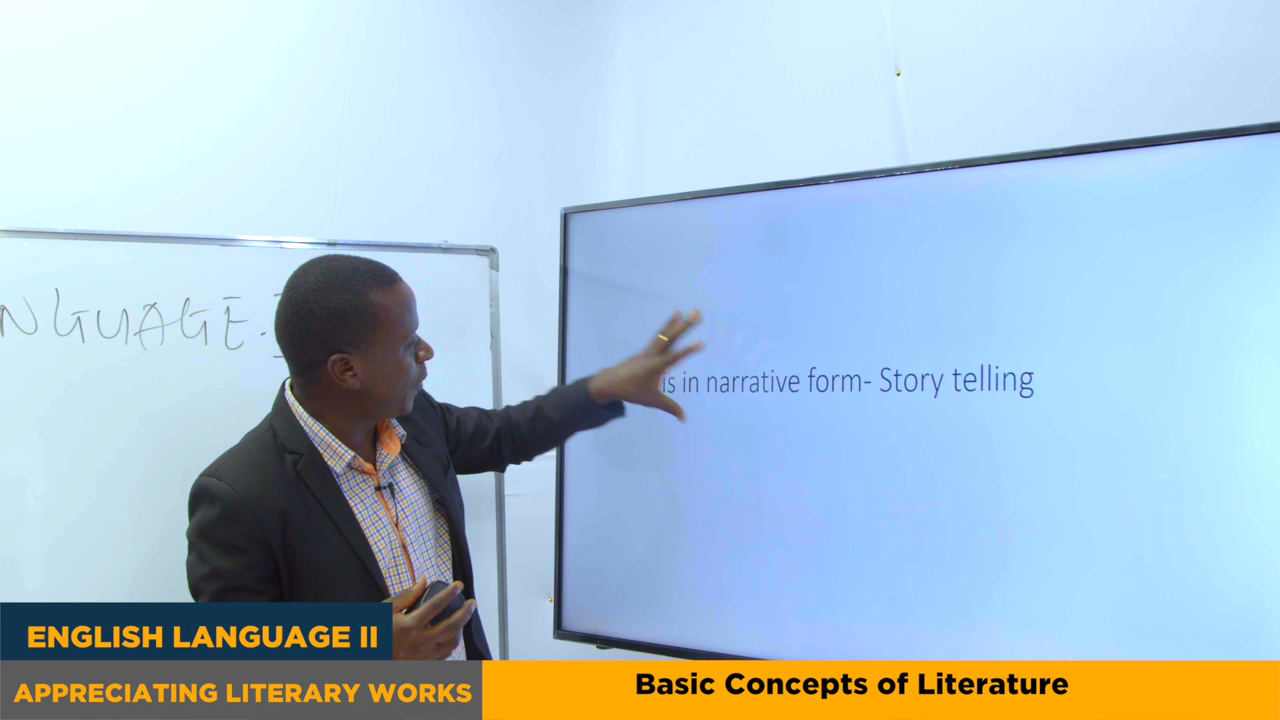 NGUAGE.
is in narrative form- Story telling
ENGLISH LANGUAGE II
APPRECIATING LITERARY WORKS
Basic Concepts of Literature